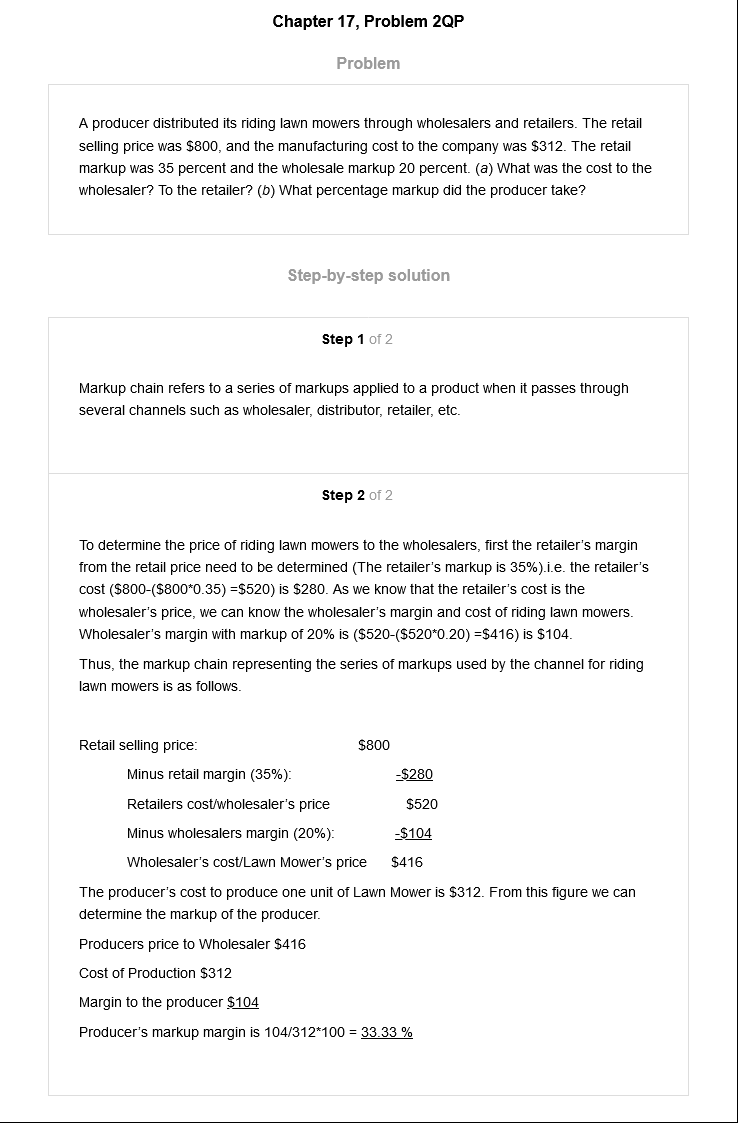 Chapter 17, Problem 2QP
Problem
A producer distributed its riding lawn mowers through wholesalers and retailers. The retail
selling price was $800, and the manufacturing cost to the company was $312. The retail
markup was 35 percent and the wholesale markup 20 percent. (a) What was the cost to the
wholesaler? To the retailer? (b) What percentage markup did the producer take?
Step-by-step solution
Step 1 of 2
Markup chain refers to a series of markups applied to a product when it passes through
several channels such as wholesaler, distributor, retailer, etc.
Step 2 of 2
To determine the price of riding lawn mowers to the wholesalers, first the retailer's margin
from the retail price need to be determined (The retailer's markup is 35%).i.e. the retailer's
cost ($800-($800*0.35) =$520) is $280. As we know that the retailer's cost is the
wholesaler's price, we can know the wholesaler's margin and cost of riding lawn mowers.
Wholesaler's margin with markup of 20% is ($520-($520*0.20) =$416) is $104.
Thus, the markup chain representing the series of markups used by the channel for riding
lawn mowers is as follows.
Retail selling price: $800
Minus retail margin (35%): -$280
Retailers cost/wholesaler's price $520
Minus wholesalers margin (20%): -$104
Wholesaler's cost/Lawn Mower's price $416
The producer's cost to produce one unit of Lawn Mower is $312. From this figure we can
determine the markup of the producer.
Producers price to Wholesaler $416
Cost of Production $312
Margin to the producer $104
Producer's markup margin is 104/312*100 = 33.33 %